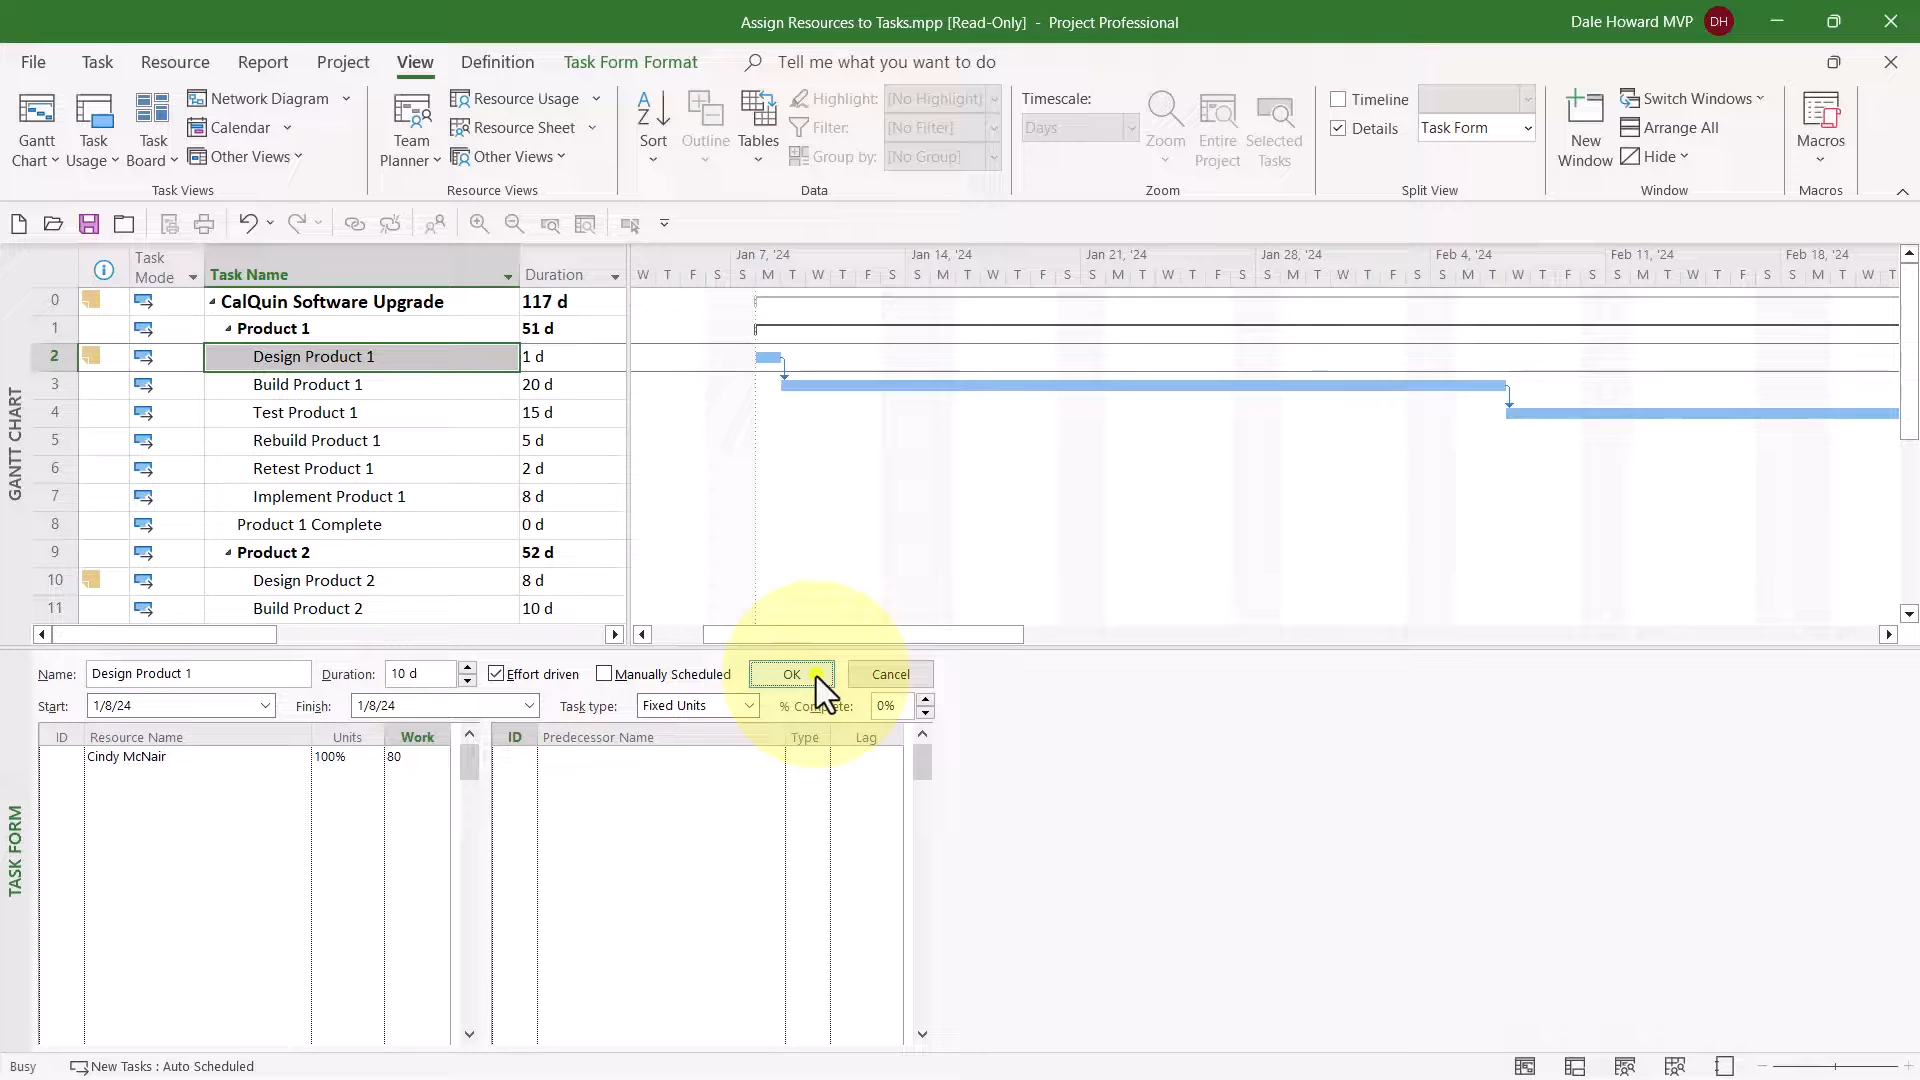 Assign Resources to Tasks.mpp [Read-Only] - Project Professional
Dale Howard MVP DH
File Task Resource Report Project View Definition Task Form Format Tell me what you want to do
Gantt Chart
Task Usage
Task Board
Network Diagram
Calendar
Other Views
Task Views
Team Planner
Resource Usage
Resource Sheet
Other Views
Resource Views
Sort
Outline
Tables
Highlight: [No Highlight]
Filter: [No Filter]
Group by: [No Group]
Data
Timescale:
Days
Zoom
Entire Project
Selected Tasks
Zoom
Timeline
Details Task Form
Split View
New Window
Switch Windows
Arrange All
Hide
Window
Macros
Macros
Task Mode Task Name Duration
Jan 7, '24 Jan 14, '24 Jan 21, '24 Jan 28, '24 Feb 4, '24 Feb 11, '24 Feb 18, '24
W T F S S M T W T F S S M T W T F S S M T W T F S S M T W T F S S M T W T F S S M T W T F S S M T W T
GANTT CHART
0 CalQuin Software Upgrade 117 d
1 Product 1 51 d
2 Design Product 1 1 d
3 Build Product 1 20 d
4 Test Product 1 15 d
5 Rebuild Product 1 5 d
6 Retest Product 1 2 d
7 Implement Product 1 8 d
8 Product 1 Complete 0 d
9 Product 2 52 d
10 Design Product 2 8 d
11 Build Product 2 10 d
TASK FORM
Name: Design Product 1 Duration: 10 d Effort driven Manually Scheduled OK Cancel
Start: 1/8/24 Finish: 1/8/24 Task type: Fixed Units % Complete: 0%
ID Resource Name Units Work ID Predecessor Name Type Lag
Cindy McNair 100% 80
Busy New Tasks : Auto Scheduled